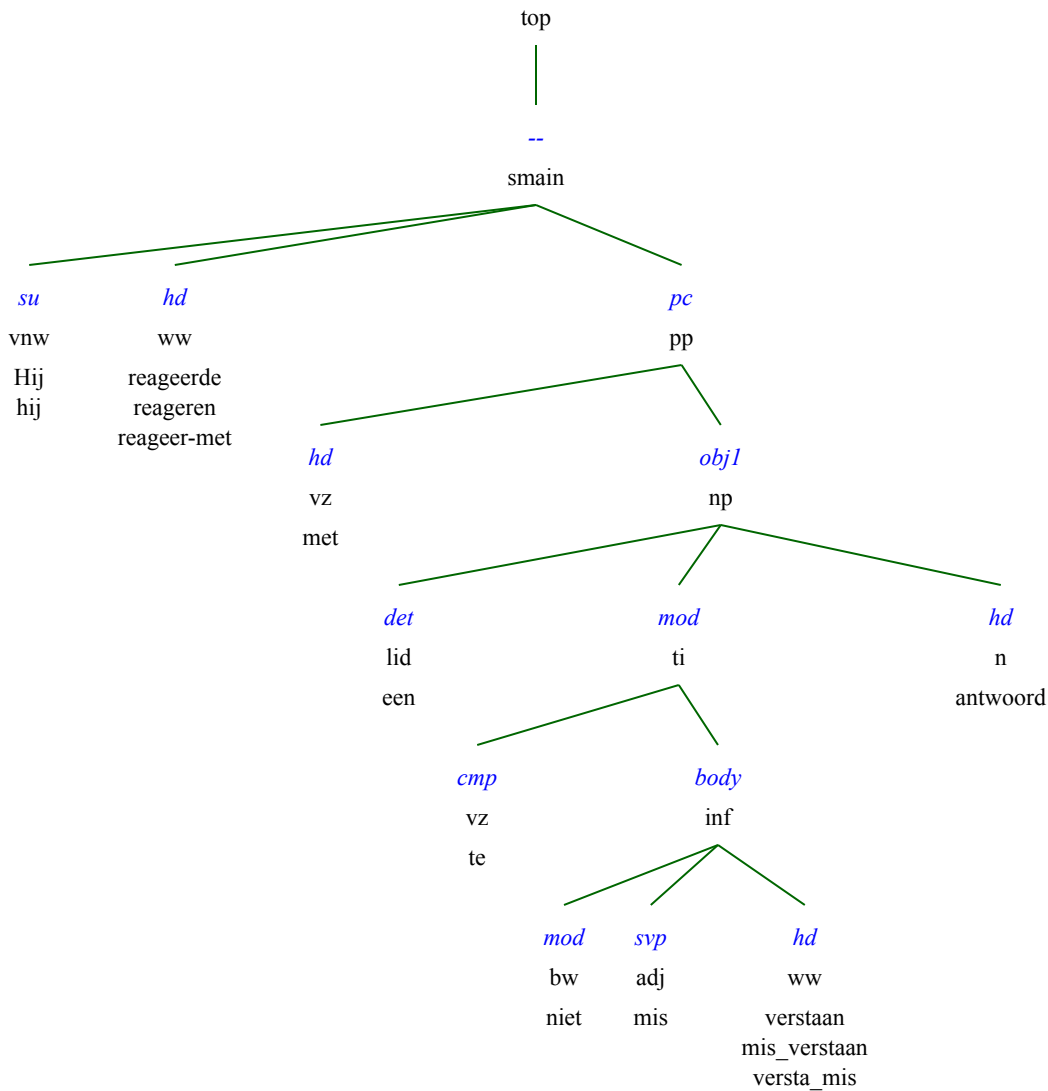 top
--
smain
su hd pc
vnw ww pp
Hij reageerde
hij reageren
reageer-met
hd obj1
vz np
met
det mod hd
lid ti n
een antwoord
cmp body
vz inf
te
mod svp hd
bw adj ww
niet mis verstaan
mis_verstaan
versta_mis